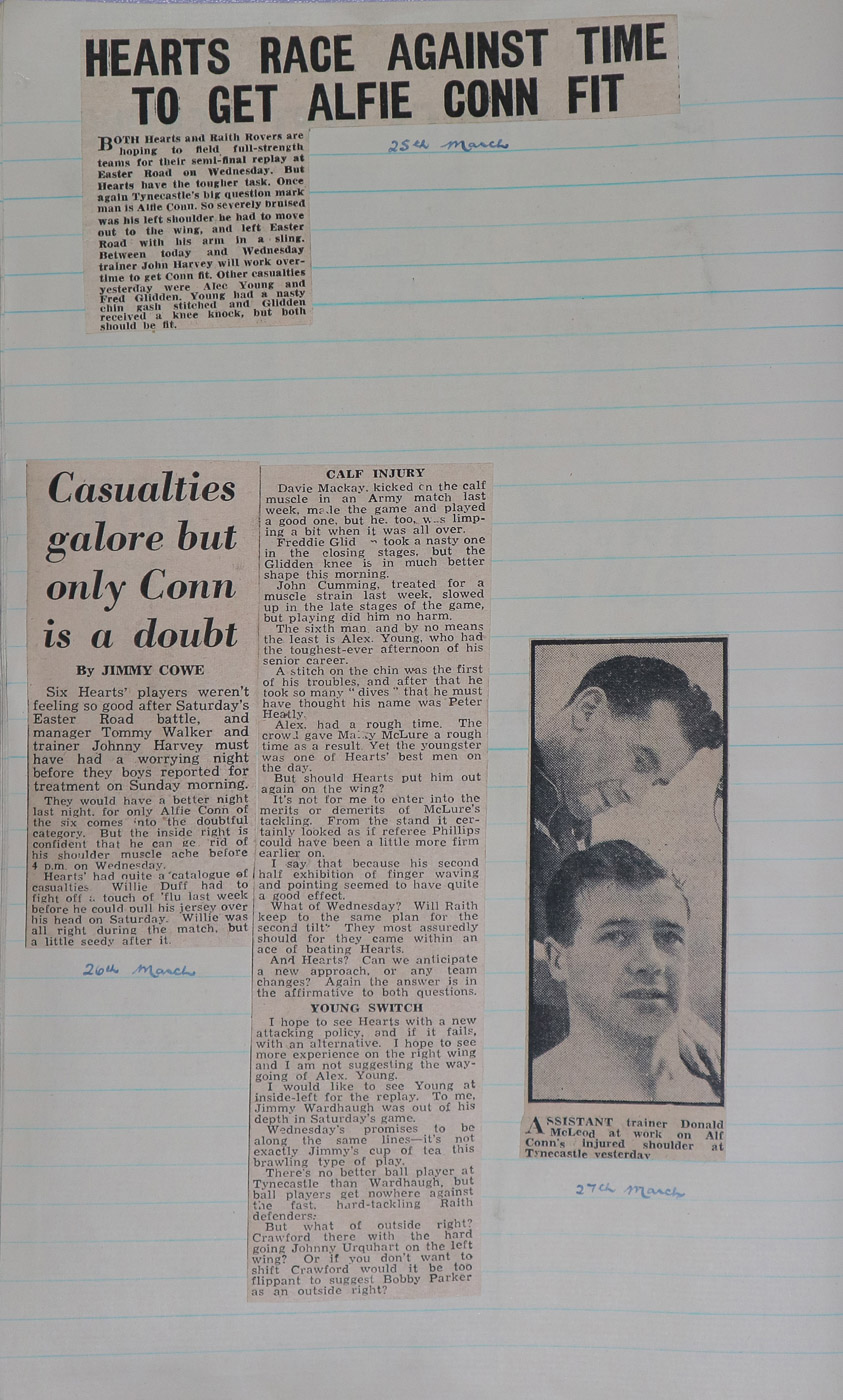 HEARTS RACE AGAINST TIME
TO GET ALFIE CONN FIT
25th March
BOTH Hearts and Raith Rovers are
hoping to field full-strength
teams for their semi-final replay at
Easter Road on Wednesday. But
Hearts have the tougher task. Once
again Tynecastle's big question mark
man is Alfie Conn. So severely bruised
was his left shoulder he had to move
out to the wing, and left Easter
Road with his arm in a sling.
Between today and Wednesday
trainer John Harvey will work over-
time to get Conn fit. Other casualties
yesterday were Alec Young and
Fred Glidden. Young had a nasty
chin gash stitched and Glidden
received a knee knock, but both
should be fit.
Casualties
galore but
only Conn
is a doubt
By JIMMY COWE
Six Hearts' players weren't
feeling so good after Saturday's
Easter Road battle, and
manager Tommy Walker and
trainer Johnny Harvey must
have had a worrying night
before they boys reported for
treatment on Sunday morning.
They would have a better night
last night, for only Alfie Conn of
the six comes into the doubtful
category. But the inside right is
confident that he can ge rid of
his shoulder muscle ache before
4 p.m. on Wednesday.
Hearts' had quite a catalogue of
casualties. Willie Duff had to
fight off a touch of 'flu last week
before he could pull his jersey over
his head on Saturday. Willie was
all right during the match, but
a little seedy after it.
26th March
CALF INJURY
Davie Mackay, kicked on the calf
muscle in an Army match last
week, made the game and played
a good one, but he, too, was limp-
ing a bit when it was all over.
Freddie Glid took a nasty one
in the closing stages, but the
Glidden knee is in much better
shape this morning.
John Cumming, treated for a
muscle strain last week, slowed
up in the late stages of the game,
but playing did him no harm.
The sixth man, and by no means
the least is Alex. Young, who had
the toughest-ever afternoon of his
senior career.
A stitch on the chin was the first
of his troubles, and after that he
took so many "dives" that he must
have thought his name was Peter
Heatly.
Alex. had a rough time. The
crowd gave McLure a rough
time as a result. Yet the youngster
was one of Hearts' best men on
the day.
But should Hearts put him out
again on the wing?
It's not for me to enter into the
merits or demerits of McLure's
tackling. From the stand it cer-
tainly looked as if referee Phillips
could have been a little more firm
earlier on.
I say that because his second
half exhibition of finger waving
and pointing seemed to have quite
a good effect.
What of Wednesday? Will Raith
keep to the same plan for the
second tilt? They most assuredly
should for they came within an
ace of beating Hearts.
And Hearts? Can we anticipate
a new approach, or any team
changes? Again the answer is in
the affirmative to both questions.
YOUNG SWITCH
I hope to see Hearts with a new
attacking policy, and if it fails,
with an alternative. I hope to see
more experience on the right wing
and I am not suggesting the way-
going of Alex. Young.
I would like to see Young at
inside-left for the replay. To me,
Jimmy Wardhaugh was out of his
depth in Saturday's game.
Wednesday's promises to be
along the same lines—it's not
exactly Jimmy's cup of tea this
brawling type of play.
There's no better ball player at
Tynecastle than Wardhaugh, but
ball players get nowhere against
the fast, hard-tackling Raith
defenders.
But what of outside right?
Crawford there with the hard
going Johnny Urquhart on the left
wing? Or if you don't want to
shift Crawford would it be too
flippant to suggest Bobby Parker
as an outside right?
ASSISTANT trainer Donald
McLeod at work on Alf
Conn's injured shoulder at
Tynecastle yesterday
27th March